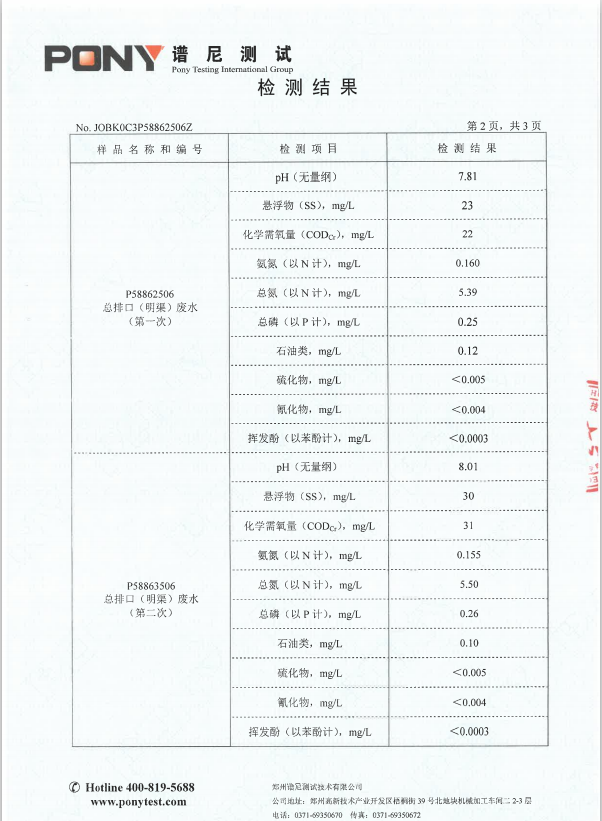 PONY 谱尼测试
Pony Testing International Group
检测结果
No. JOBK0C3P58862506Z 第2页，共3页
样品名称和编号 检测项目 检测结果
pH（无量纲） 7.81
悬浮物（SS），mg/L 23
化学需氧量（CODCr），mg/L 22
氨氮（以N计），mg/L 0.160
总氮（以N计），mg/L 5.39
P58862506
总排口（明渠）废水
（第一次）
总磷（以P计），mg/L 0.25
石油类，mg/L 0.12
硫化物，mg/L ＜0.005
氰化物，mg/L ＜0.004
挥发酚（以苯酚计），mg/L ＜0.0003
pH（无量纲） 8.01
悬浮物（SS），mg/L 30
化学需氧量（CODCr），mg/L 31
氨氮（以N计），mg/L 0.155
总氮（以N计），mg/L 5.50
P58863506
总排口（明渠）废水
（第二次）
总磷（以P计），mg/L 0.26
石油类，mg/L 0.10
硫化物，mg/L ＜0.005
氰化物，mg/L ＜0.004
挥发酚（以苯酚计），mg/L ＜0.0003
Hotline 400-819-5688
www.ponytest.com
郑州谱尼测试技术有限公司
公司地址：郑州高新技术产业开发区梧桐街39号北地块机械加工车间二2-3层
电话：0371-69350670 传真：0371-69350672